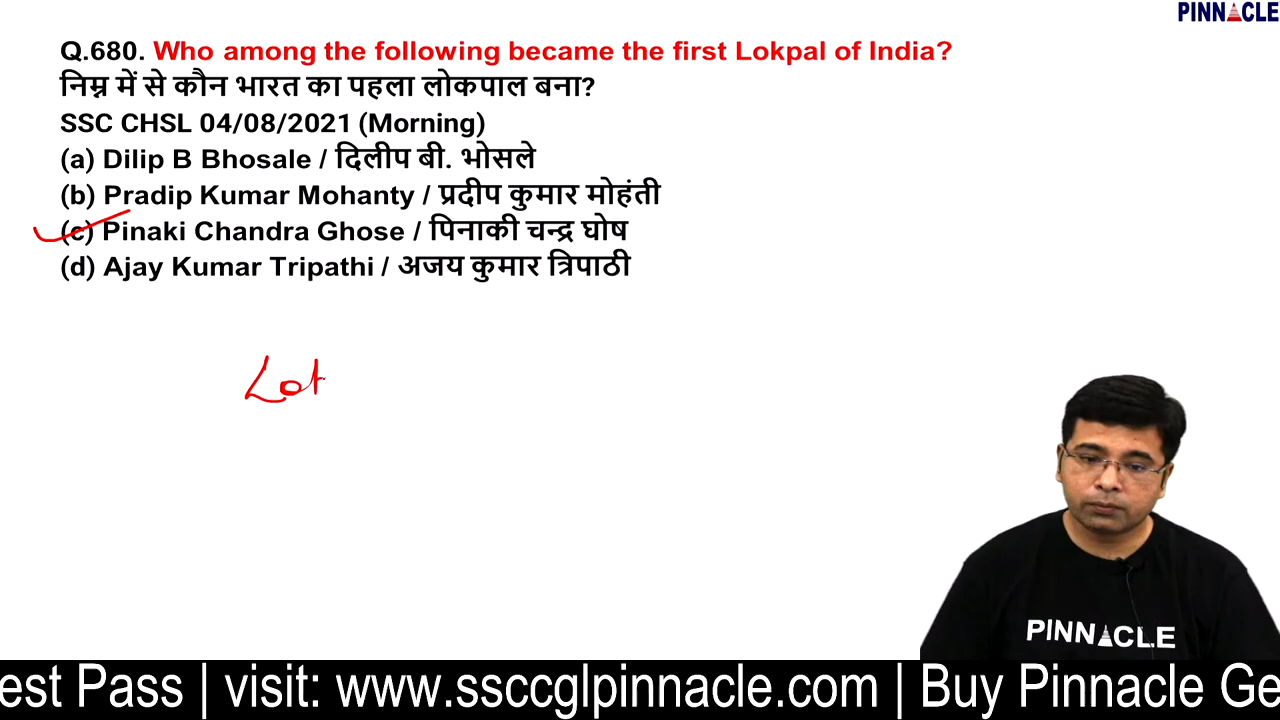 PINNACLE
Q.680. Who among the following became the first Lokpal of India?
निम्न में से कौन भारत का पहला लोकपाल बना?
SSC CHSL 04/08/2021 (Morning)
(a) Dilip B Bhosale / दिलीप बी. भोसले
(b) Pradip Kumar Mohanty / प्रदीप कुमार मोहंती
(c) Pinaki Chandra Ghose / पिनाकी चन्द्र घोष
(d) Ajay Kumar Tripathi / अजय कुमार त्रिपाठी
PINNACLE
est Pass | visit: www.ssccglpinnacle.com | Buy Pinnacle Ge